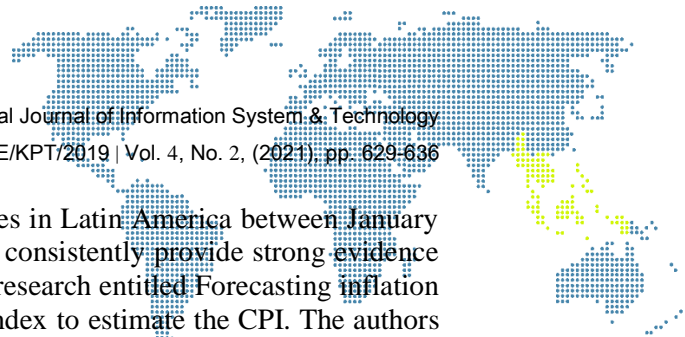 al Journal of Information System & Technology
E/KPT/2019 | Vol. 4, No. 2, (2021), pp. 629-636
es in Latin America between January
consistently provide strong evidence
research entitled Forecasting inflation
ndex to estimate the CPI. The authors